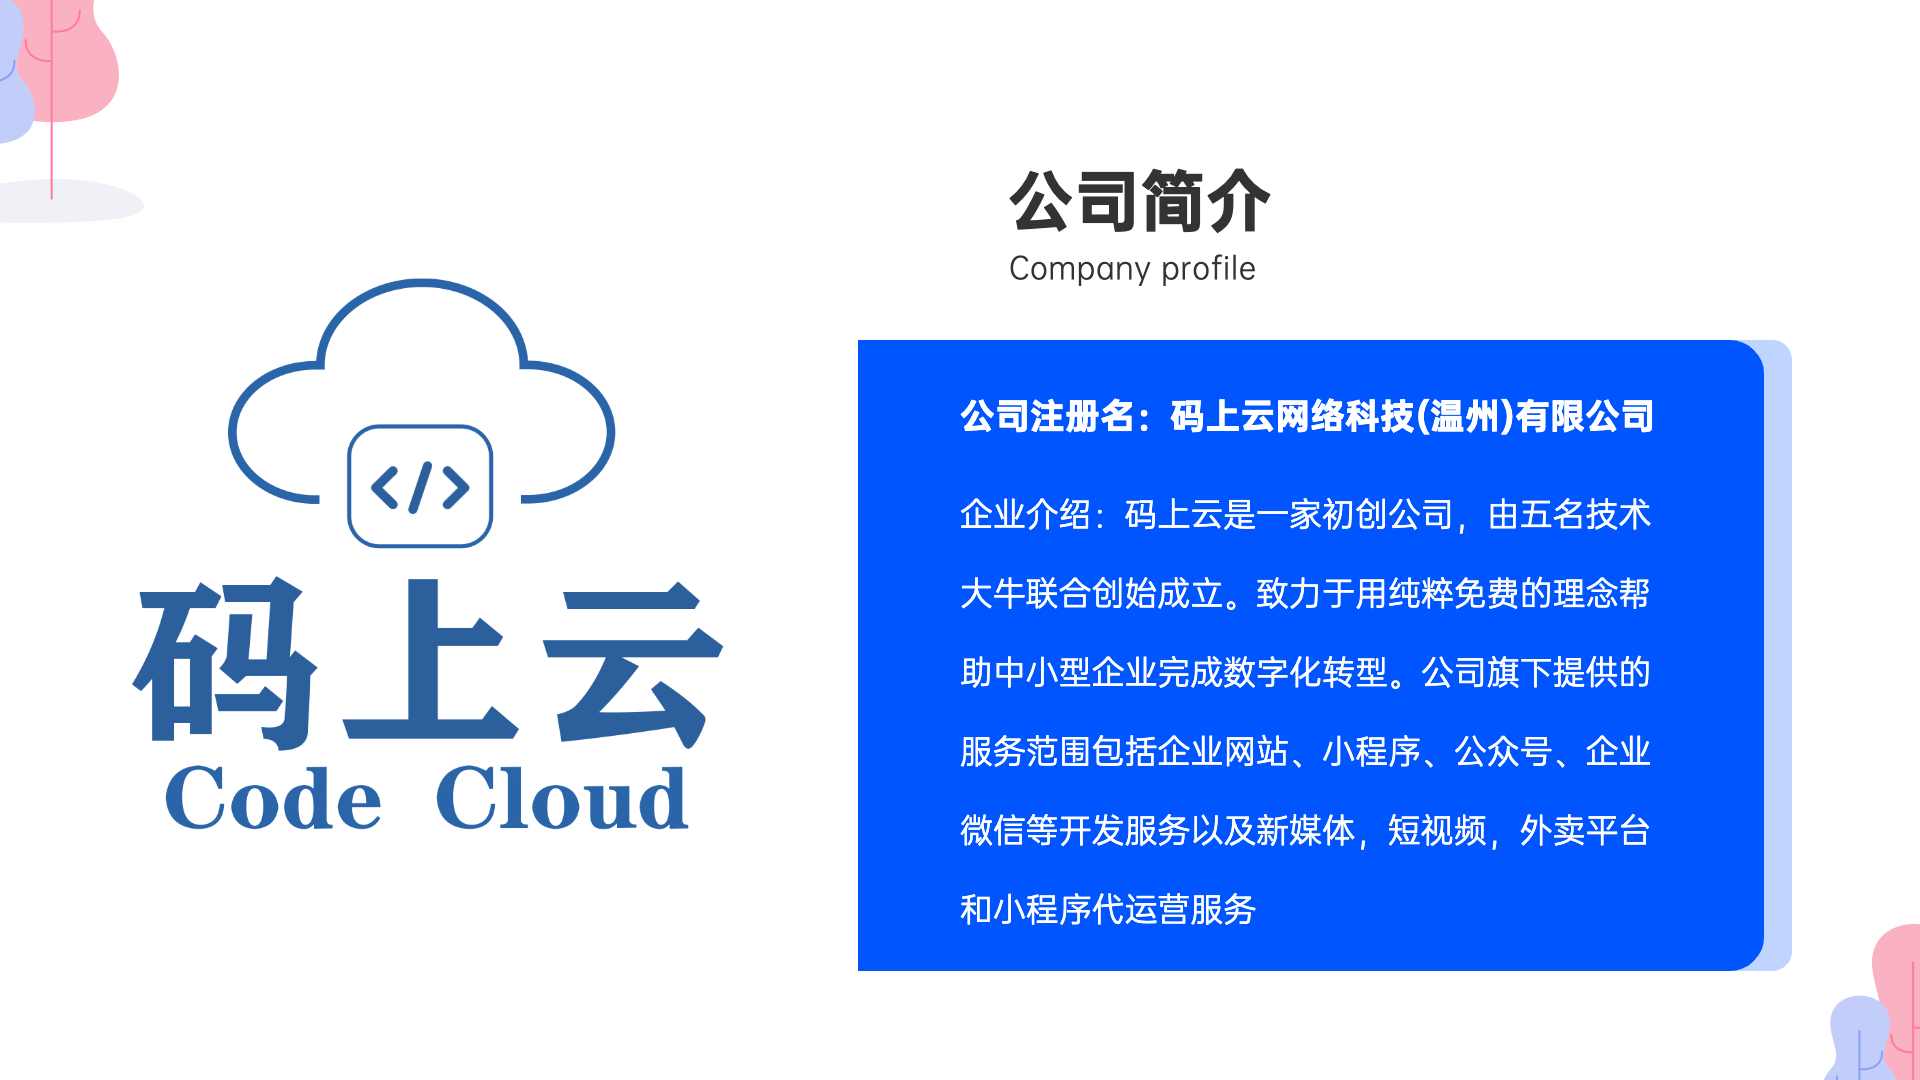 公司简介
Company profile
</>
码上云
Code Cloud
公司注册名：码上云网络科技(温州)有限公司
企业介绍：码上云是一家初创公司，由五名技术
大牛联合创始成立。致力于用纯粹免费的理念帮
助中小型企业完成数字化转型。公司旗下提供的
服务范围包括企业网站、小程序、公众号、企业
微信等开发服务以及新媒体，短视频，外卖平台
和小程序代运营服务